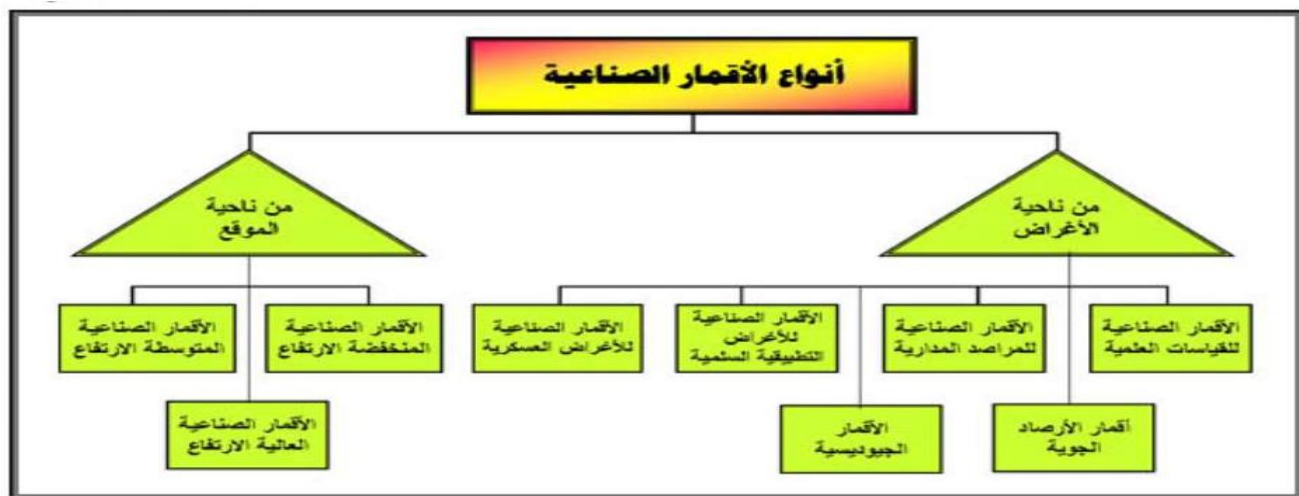 أنواع الأقمار الصناعية
من ناحية
الأغراض
من ناحية
الموقع
الأقمار الصناعية
للقياسات العلمية
الأقمار الصناعية
للمراصد المدارية
الأقمار الصناعية
للأغراض
التطبيقية السلمية
الأقمار الصناعية
للأغراض العسكرية
الأقمار الصناعية
المنخفضة الارتفاع
الأقمار الصناعية
المتوسطة الارتفاع
أقمار الأرصاد
الجوية
الأقمار
الجيوديسية
الأقمار الصناعية
العالية الارتفاع